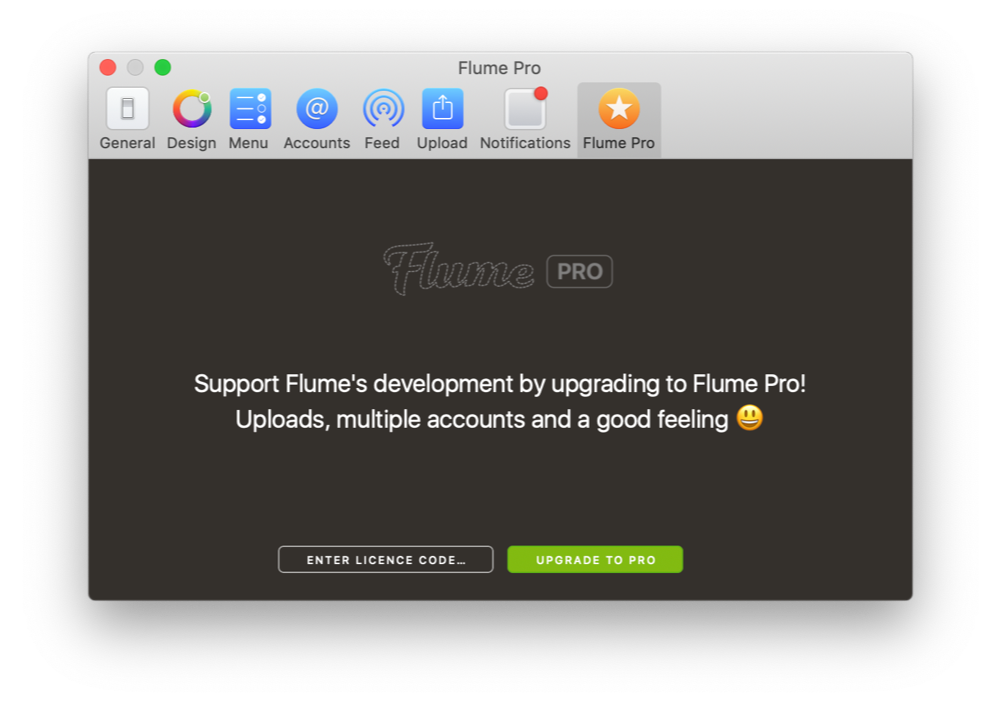 Flume Pro
General Design Menu Accounts Feed Upload Notifications Flume Pro
Flume PRO
Support Flume's development by upgrading to Flume Pro!
Uploads, multiple accounts and a good feeling 😃
ENTER LICENCE CODE… UPGRADE TO PRO